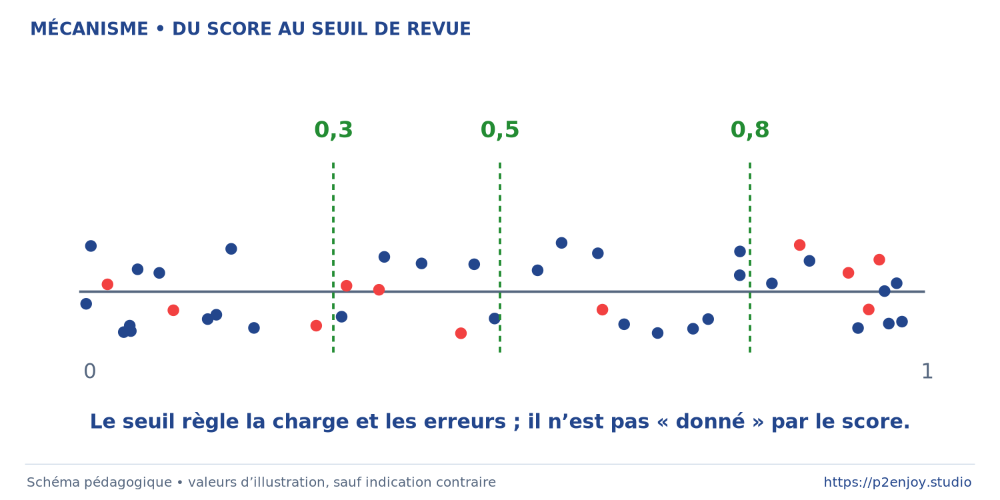 MÉCANISME • DU SCORE AU SEUIL DE REVUE
0,3 0,5 0,8
0 1
Le seuil règle la charge et les erreurs ; il n’est pas « donné » par le score.
Schéma pédagogique • valeurs d’illustration, sauf indication contraire https://p2enjoy.studio